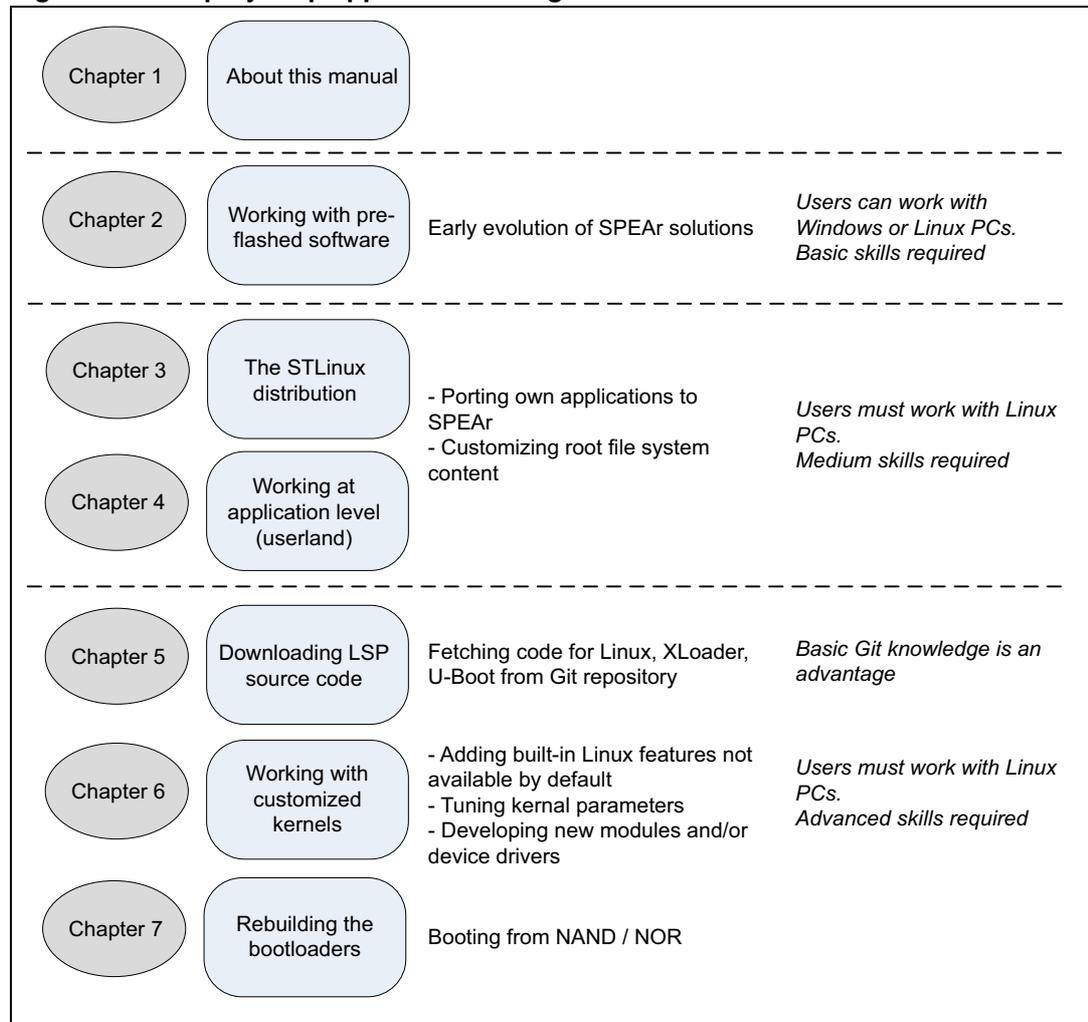 Chapter 1
About this manual
Chapter 2
Working with pre-
flashed software
Early evolution of SPEAr solutions
Users can work with
Windows or Linux PCs.
Basic skills required
Chapter 3
The STLinux
distribution
- Porting own applications to
SPEAr
- Customizing root file system
content
Users must work with Linux
PCs.
Medium skills required
Chapter 4
Working at
application level
(userland)
Chapter 5
Downloading LSP
source code
Fetching code for Linux, XLoader,
U-Boot from Git repository
Basic Git knowledge is an
advantage
Chapter 6
Working with
customized
kernels
- Adding built-in Linux features not
available by default
- Tuning kernal parameters
- Developing new modules and/or
device drivers
Users must work with Linux
PCs.
Advanced skills required
Chapter 7
Rebuilding the
bootloaders
Booting from NAND / NOR